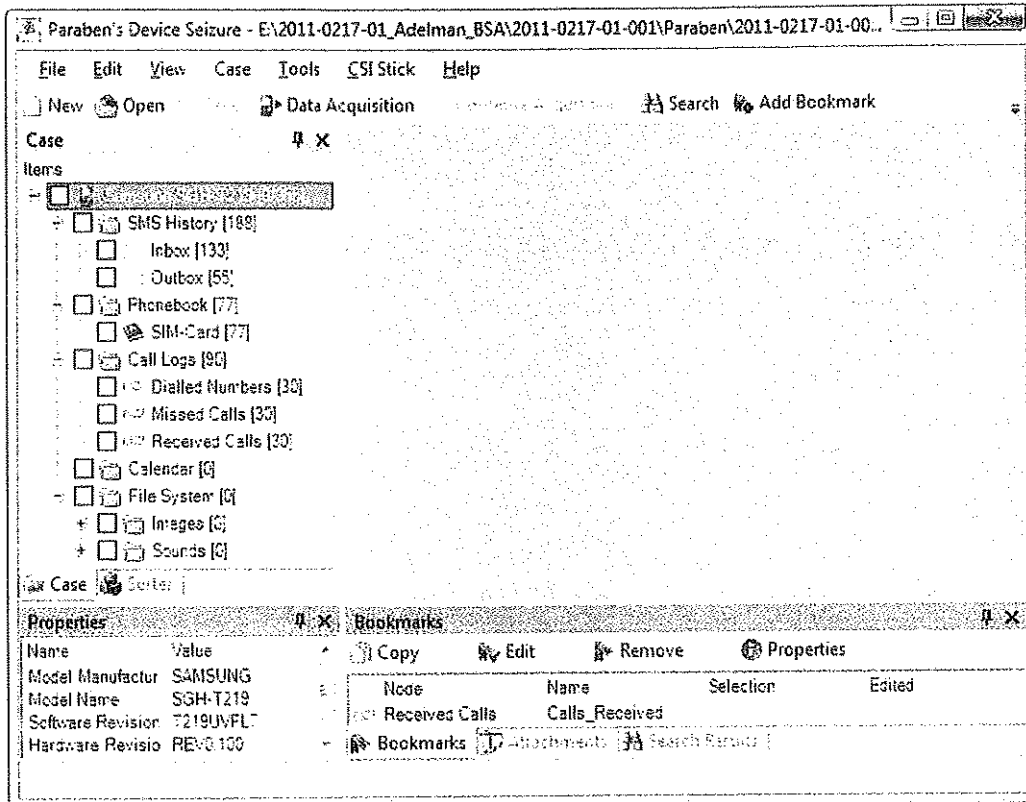 Paraben's Device Seizure - E:\2011-0217-01_Adelman_BSA\2011-0217-01-001\Paraben\2011-0217-01-00...
File Edit View Case Tools CSI Stick Help
New Open Data Acquisition Search Add Bookmark
Case
Items
SMS History [188]
Inbox [133]
Outbox [55]
Phonebook [77]
SIM-Card [77]
Call Logs [90]
Dialled Numbers [30]
Missed Calls [30]
Received Calls [30]
Calendar [0]
File System [0]
Images [0]
Sounds [0]
Case Sorter
Properties
Name Value
Model Manufactur SAMSUNG
Model Name SGH-T219
Software Revision T219UVFL
Hardware Revisio REV0.100
Bookmarks
Copy Edit Remove Properties
Node Name Selection Edited
Received Calls Calls_Received
Bookmarks Attachments Search Results